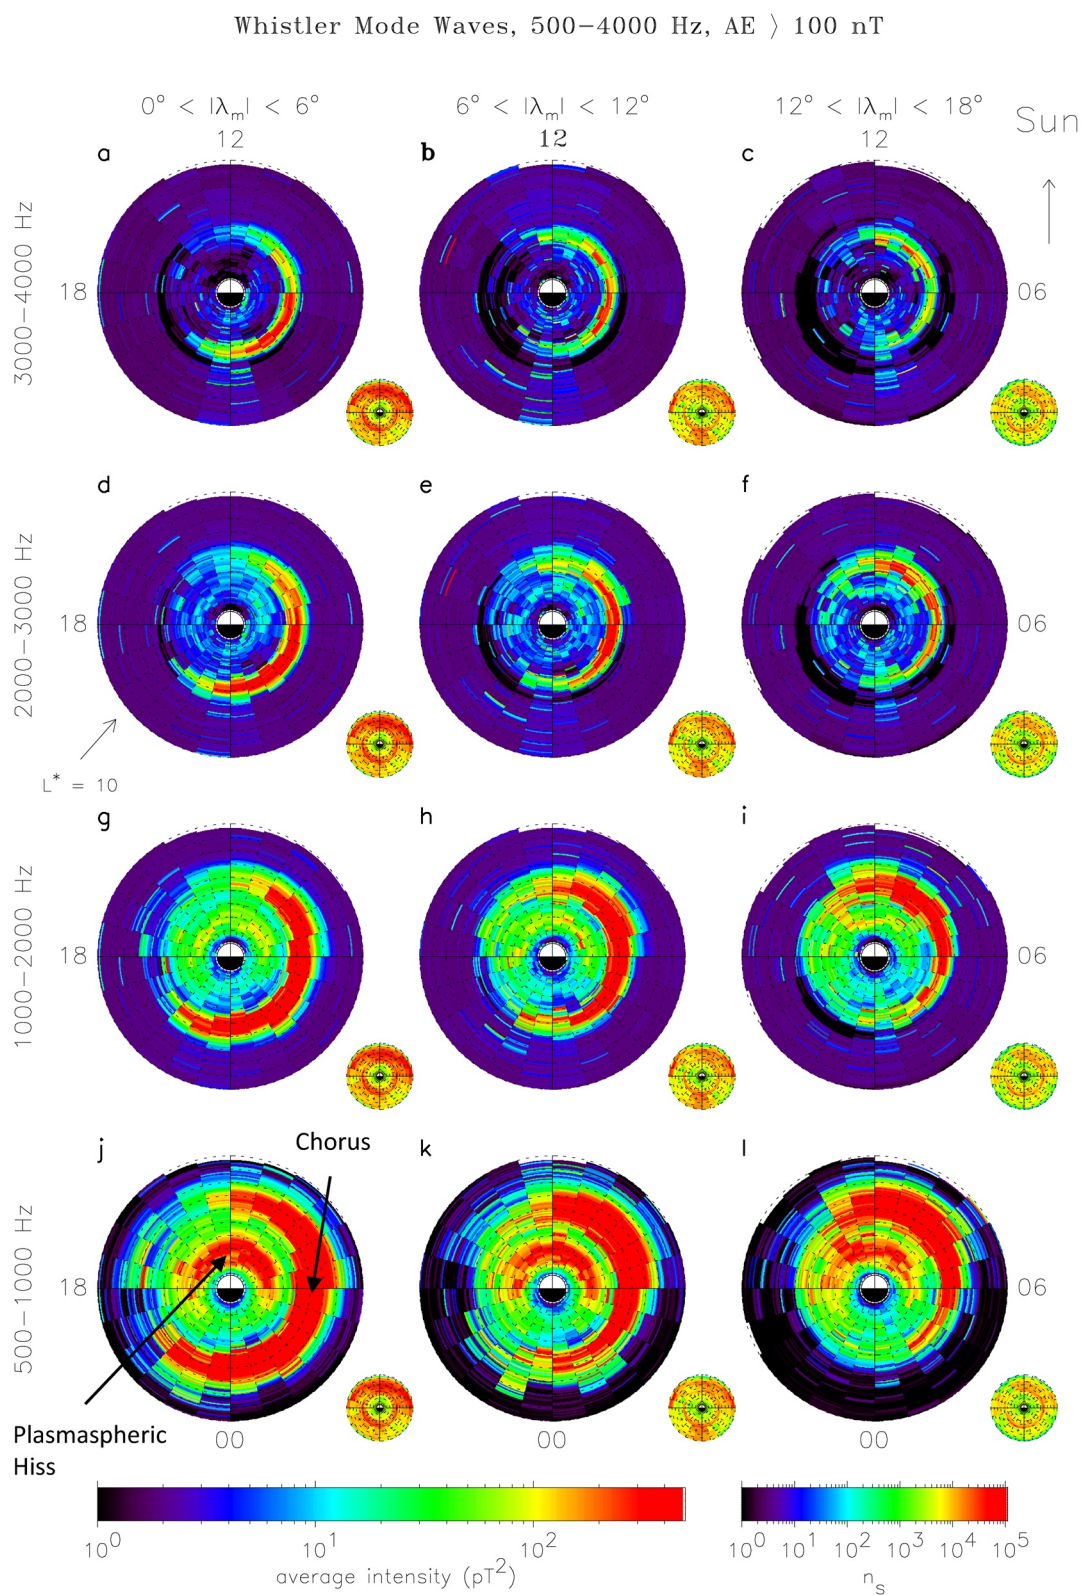 Whistler Mode Waves, 500−4000 Hz, AE > 100 nT
0° < |λm| < 6°
6° < |λm| < 12°
12° < |λm| < 18°
12
12
12
Sun
a
b
c
3000−4000 Hz
18
06
d
e
f
2000−3000 Hz
18
06
L* = 10
g
h
i
1000−2000 Hz
18
06
Chorus
j
k
l
500−1000 Hz
18
06
Plasmaspheric
Hiss
00
00
00
10⁰ 10¹ 10²
average intensity (pT²)
10⁰ 10¹ 10² 10³ 10⁴ 10⁵
nₛ